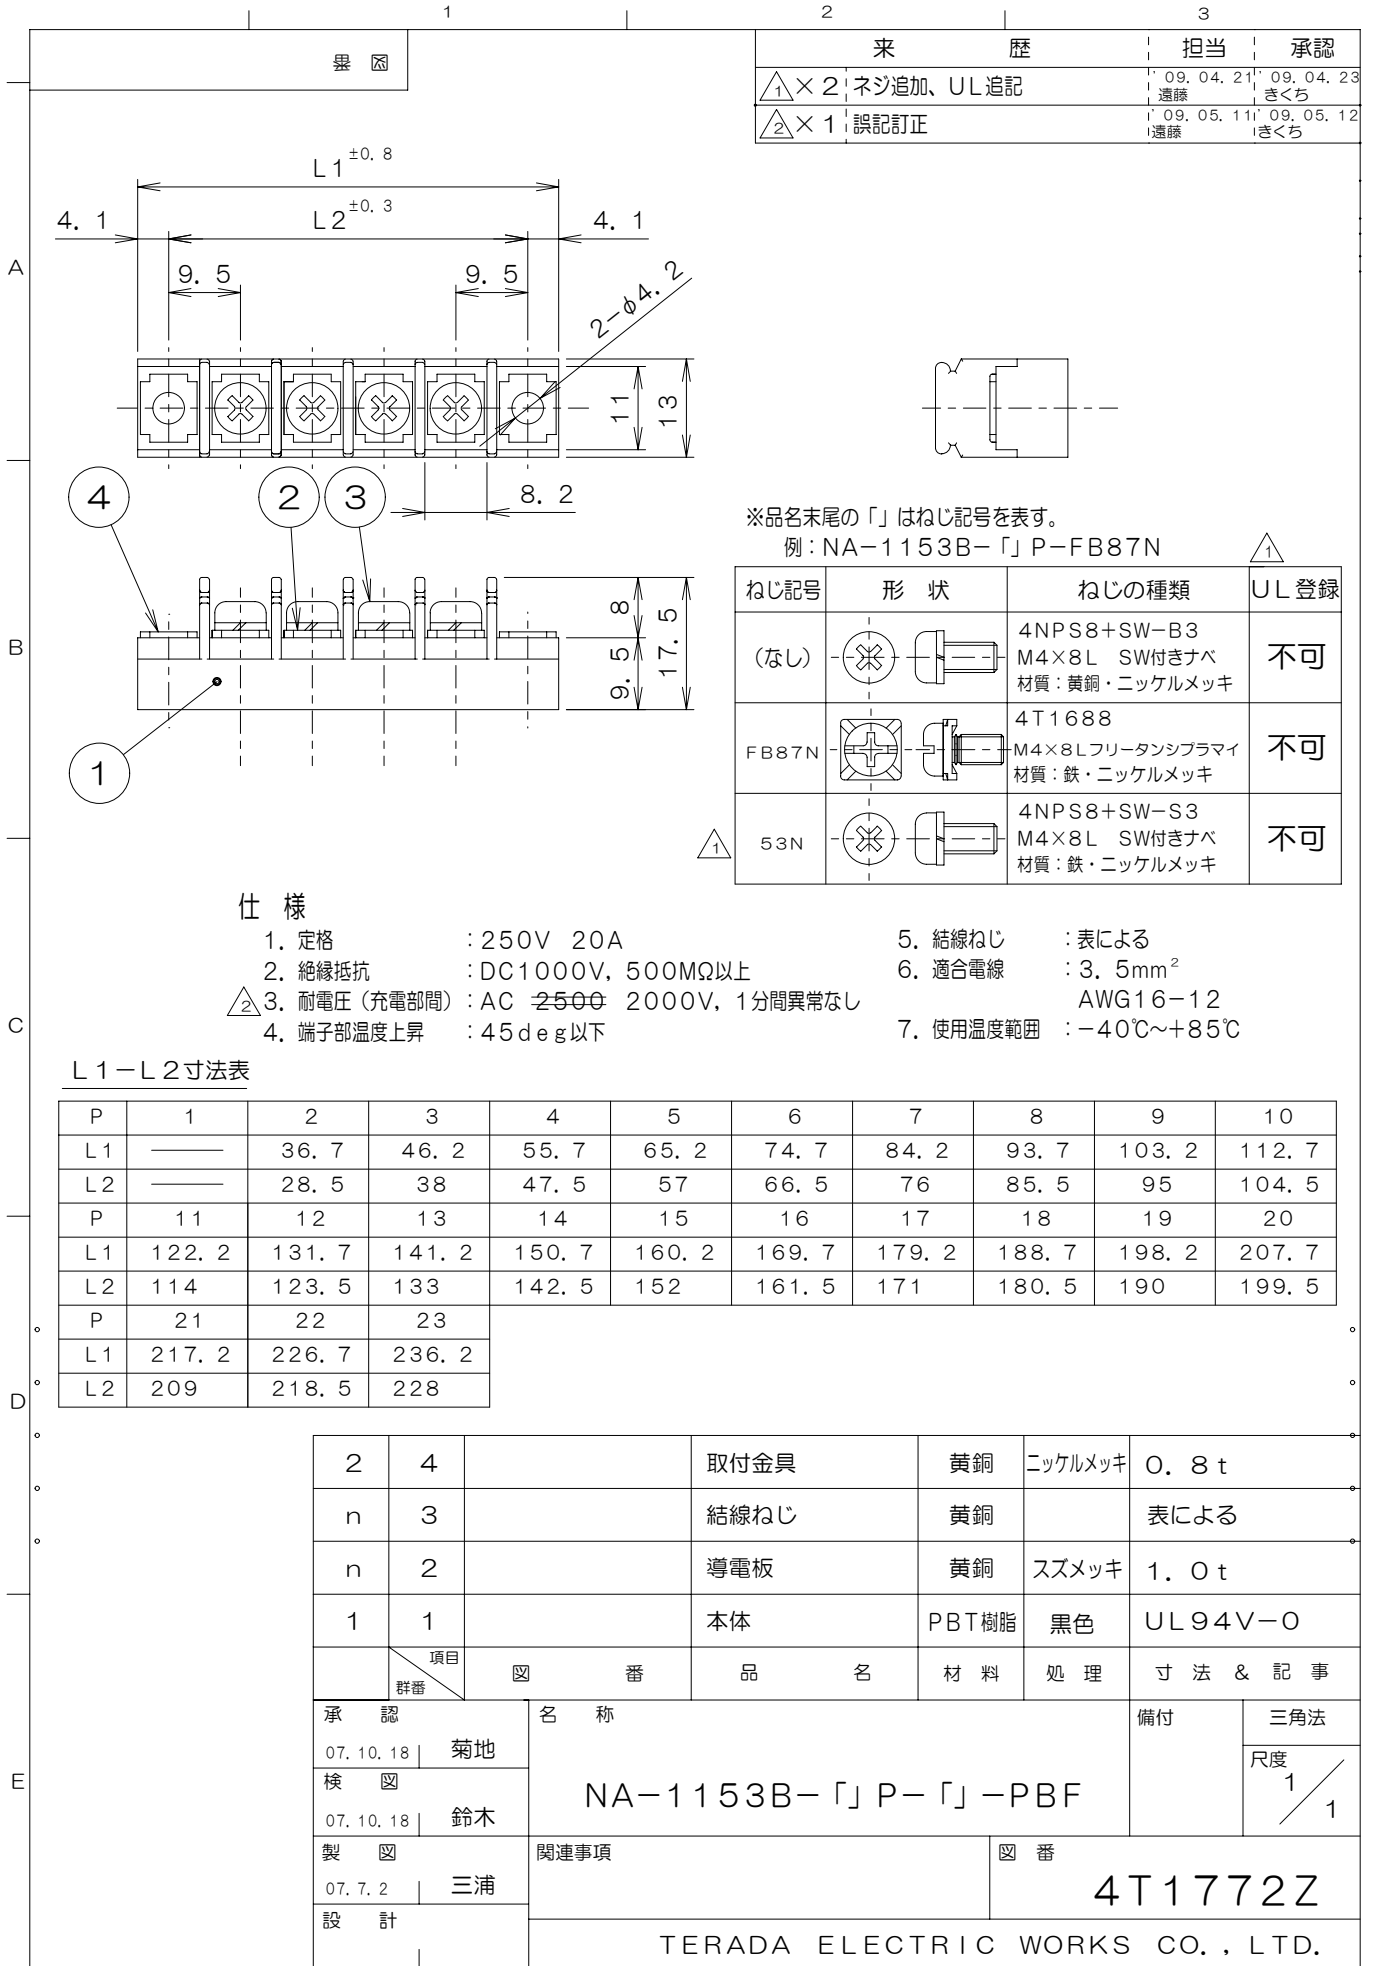 1 2 3
図番
来 歴 担当 承認
1 ×2 ネジ追加、UL追記 '09.04.21 遠藤 '09.04.23 きくち
2 ×1 誤記訂正 '09.05.11 遠藤 '09.05.12 きくち
A
B
C
D
E
L1±0.8
4.1 L2±0.3 4.1
9.5 9.5
2-φ4.2
11 13
8.2
4 2 3
8
9.5
17.5
1
※品名末尾の「」はねじ記号を表す。
例:NA-1153B-「」P-FB87N
1
ねじ記号 形 状 ねじの種類 UL登録
(なし) 4NPS8+SW-B3 不可
M4×8L SW付きナベ
材質:黄銅・ニッケルメッキ
FB87N 4T1688 不可
M4×8Lフリータンシプラマイ
材質:鉄・ニッケルメッキ
1
53N 4NPS8+SW-S3 不可
M4×8L SW付きナベ
材質:鉄・ニッケルメッキ
仕 様
1. 定格 :250V 20A
2. 絶縁抵抗 :DC1000V, 500MΩ以上
2 3. 耐電圧(充電部間):AC 2500 2000V, 1分間異常なし
4. 端子部温度上昇 :45deg以下
5. 結線ねじ :表による
6. 適合電線 :3.5mm²
AWG16-12
7. 使用温度範囲 :-40℃~+85℃
L1-L2寸法表
P 1 2 3 4 5 6 7 8 9 10
L1 ― 36.7 46.2 55.7 65.2 74.7 84.2 93.7 103.2 112.7
L2 ― 28.5 38 47.5 57 66.5 76 85.5 95 104.5
P 11 12 13 14 15 16 17 18 19 20
L1 122.2 131.7 141.2 150.7 160.2 169.7 179.2 188.7 198.2 207.7
L2 114 123.5 133 142.5 152 161.5 171 180.5 190 199.5
P 21 22 23
L1 217.2 226.7 236.2
L2 209 218.5 228
2 4 取付金具 黄銅 ニッケルメッキ 0.8t
n 3 結線ねじ 黄銅 表による
n 2 導電板 黄銅 スズメッキ 1.0t
1 1 本体 PBT樹脂 黒色 UL94V-0
項目 群番 図 番 品 名 材 料 処 理 寸 法 & 記 事
承 認
07.10.18 菊地
検 図
07.10.18 鈴木
製 図
07.7.2 三浦
設 計
名 称
NA-1153B-「」P-「」-PBF
備付 三角法
尺度 1/1
関連事項
図 番
4T1772Z
TERADA ELECTRIC WORKS CO., LTD.